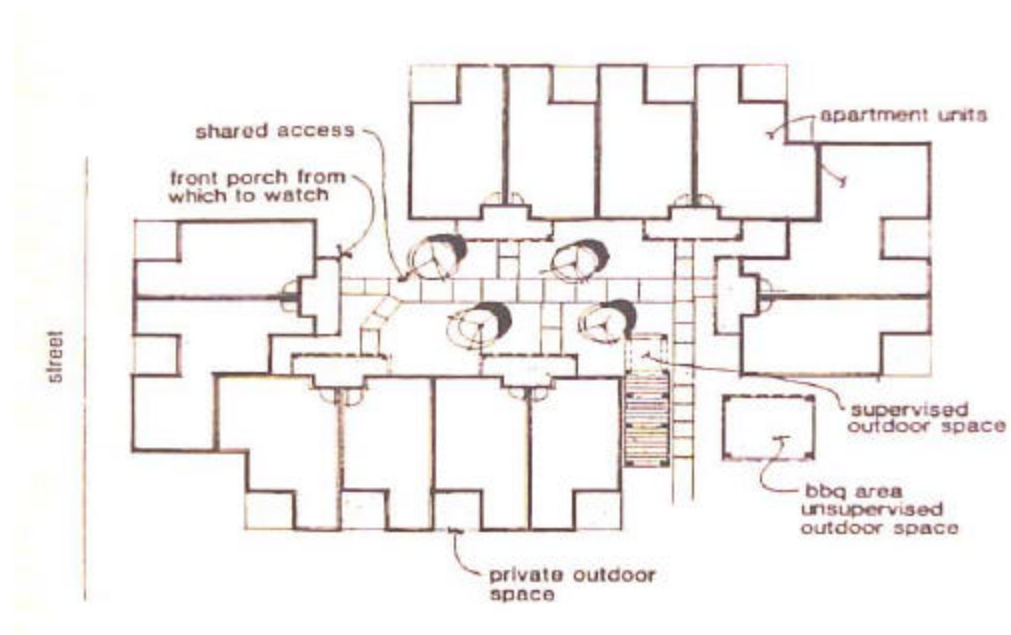 shared access
front porch from
which to watch
apartment units
street
supervised
outdoor space
bbq area
unsupervised
outdoor space
private outdoor
space